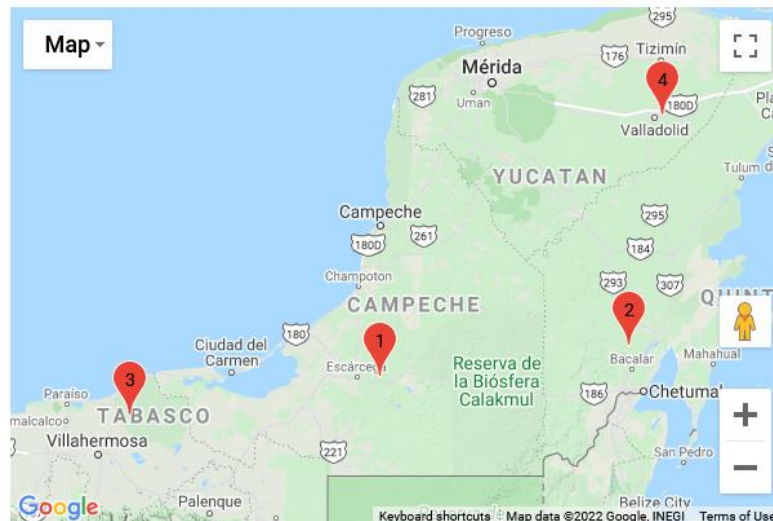 Map
Progreso
295
Tizimín
176
Mérida
4
281
Uman
180D
Pla
Ca
Valladolid
S
YUCATAN
Tulum
d
Campeche
261
295
180D
184
Champoton
293
307
CAMPECHE
QUINT
2
180
1
Ciudad del
Carmen
Escárcega
Reserva de
la Biósfera
Calakmul
Bacalar
Mahahual
3
Paraíso
186
Chetumal
TABASCO
malcalco
Villahermosa
221
San Pedro
Palenque
Belize City
Google
Keyboard shortcuts
Map data ©2022 Google, INEGI
Terms of Use